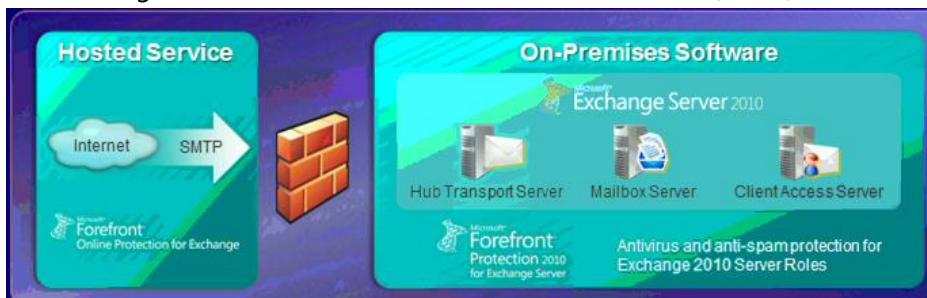 Hosted Service
Internet
SMTP
Microsoft
Forefront
Online Protection for Exchange
On-Premises Software
Microsoft
Exchange Server 2010
Hub Transport Server
Mailbox Server
Client Access Server
Microsoft
Forefront
Protection 2010
for Exchange Server
Antivirus and anti-spam protection for
Exchange 2010 Server Roles